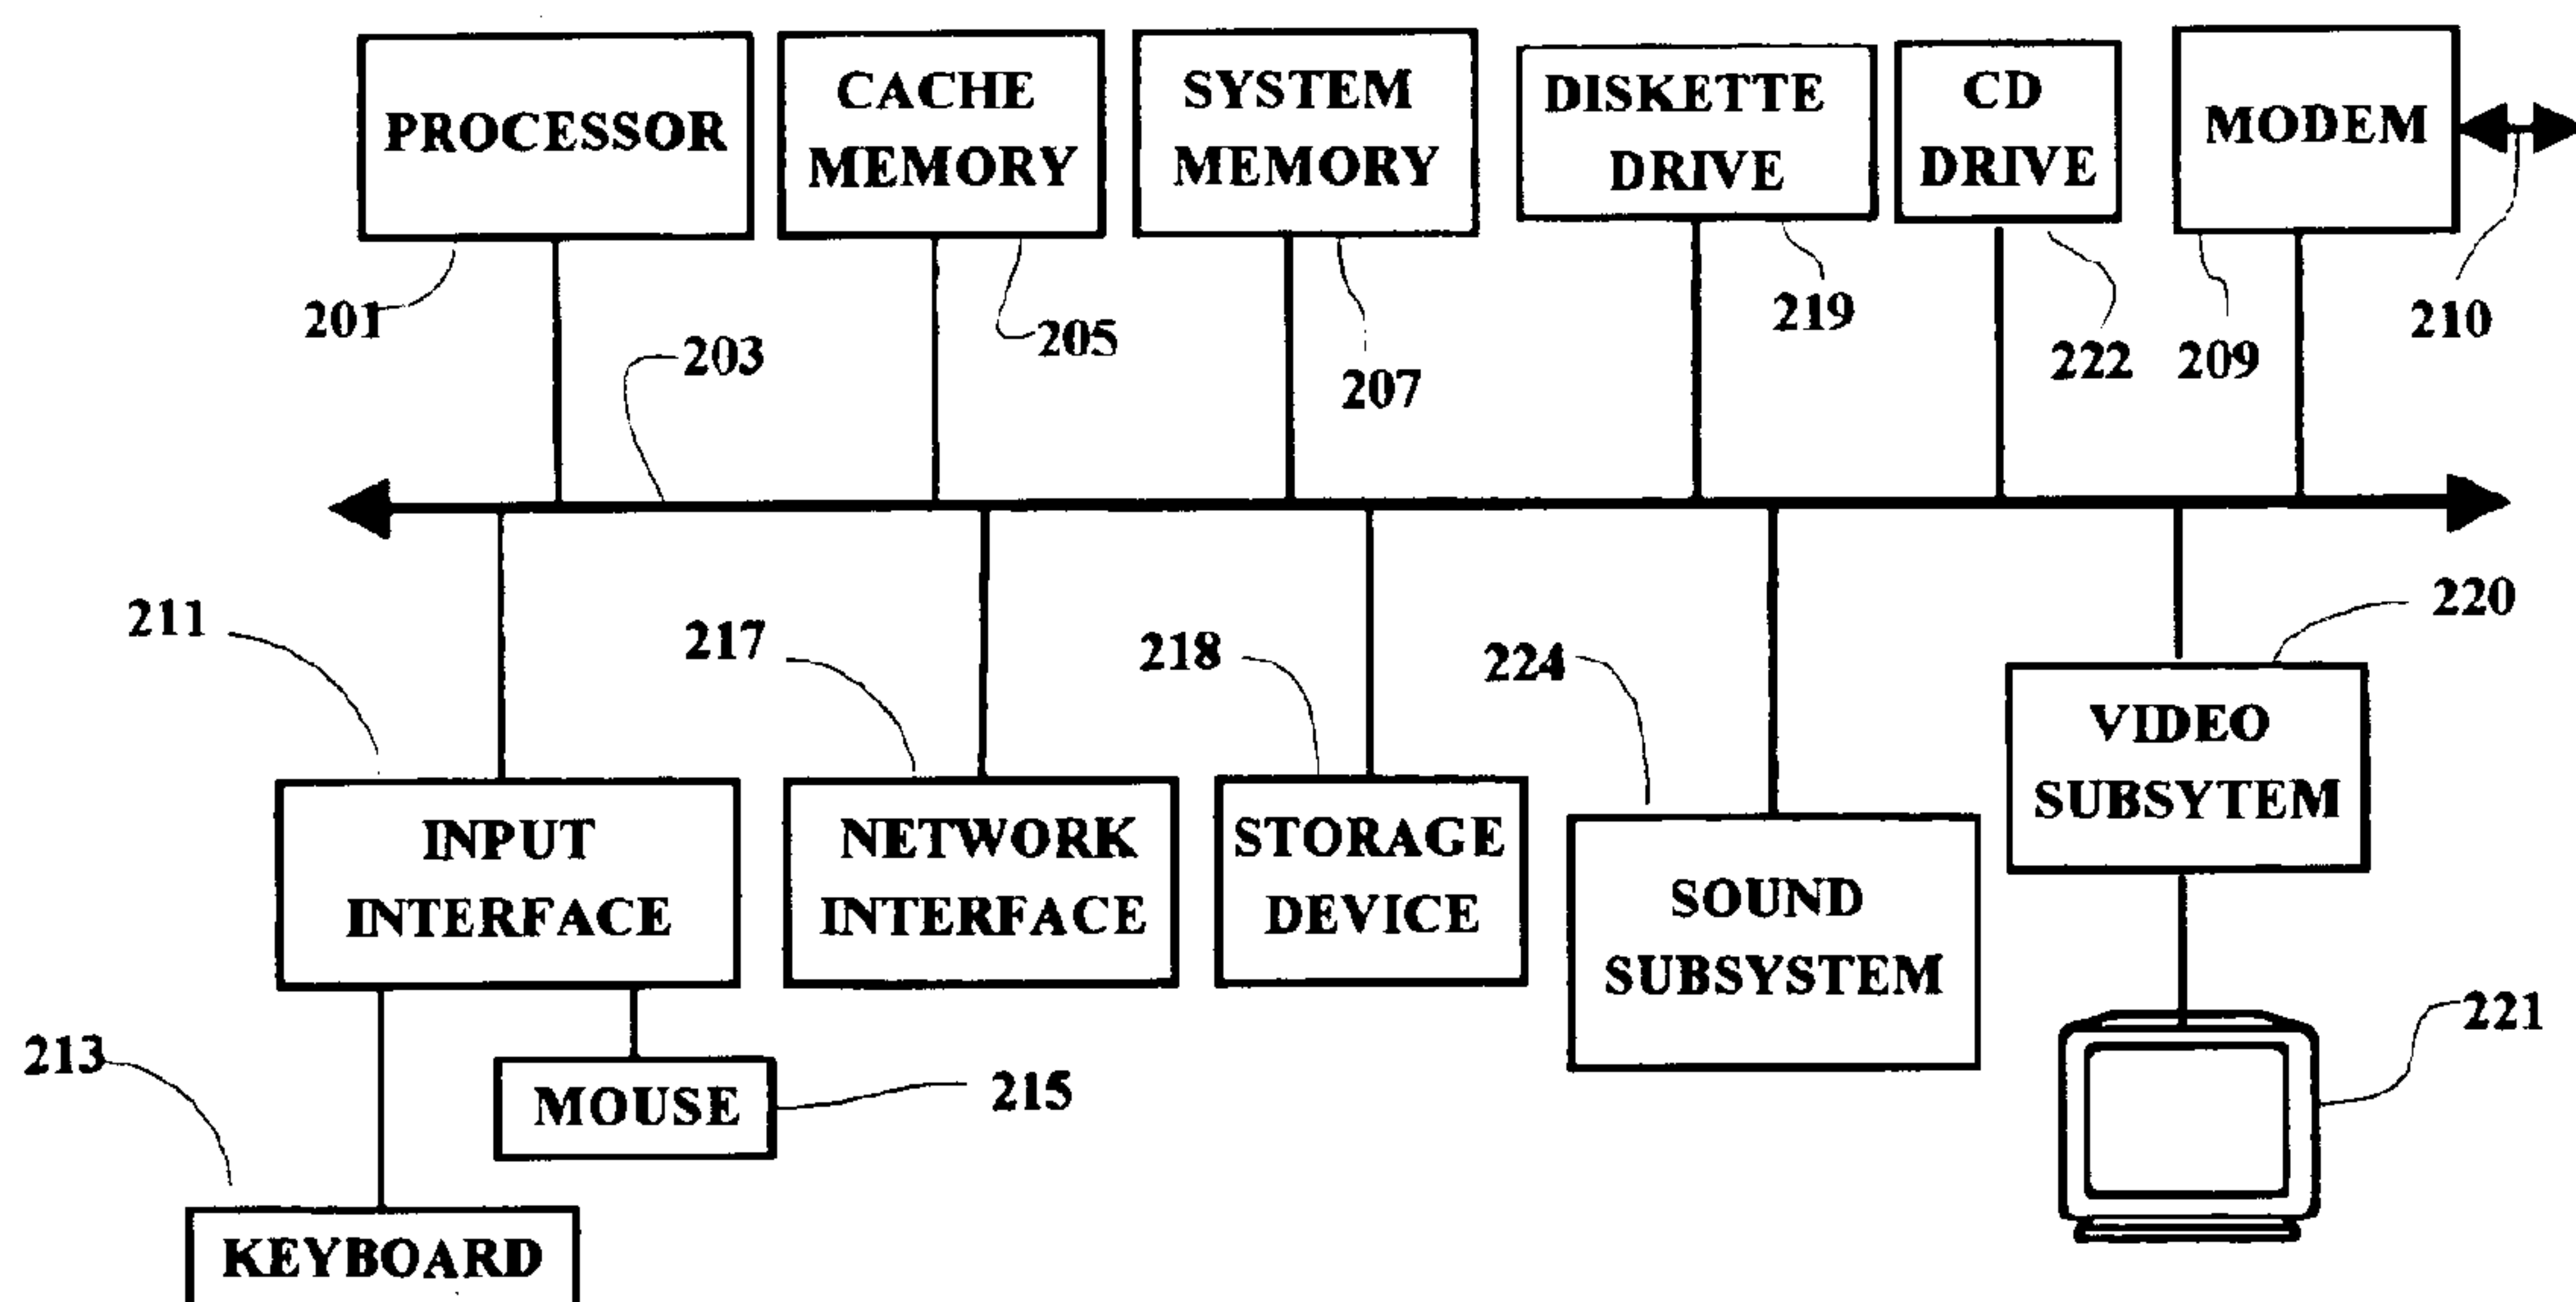 PROCESSOR
CACHE
MEMORY
SYSTEM
MEMORY
DISKETTE
DRIVE
CD
DRIVE
MODEM
201
203
205
207
219
222
209
210
211
217
218
224
220
INPUT
INTERFACE
NETWORK
INTERFACE
STORAGE
DEVICE
SOUND
SUBSYSTEM
VIDEO
SUBSYTEM
213
MOUSE
215
221
KEYBOARD